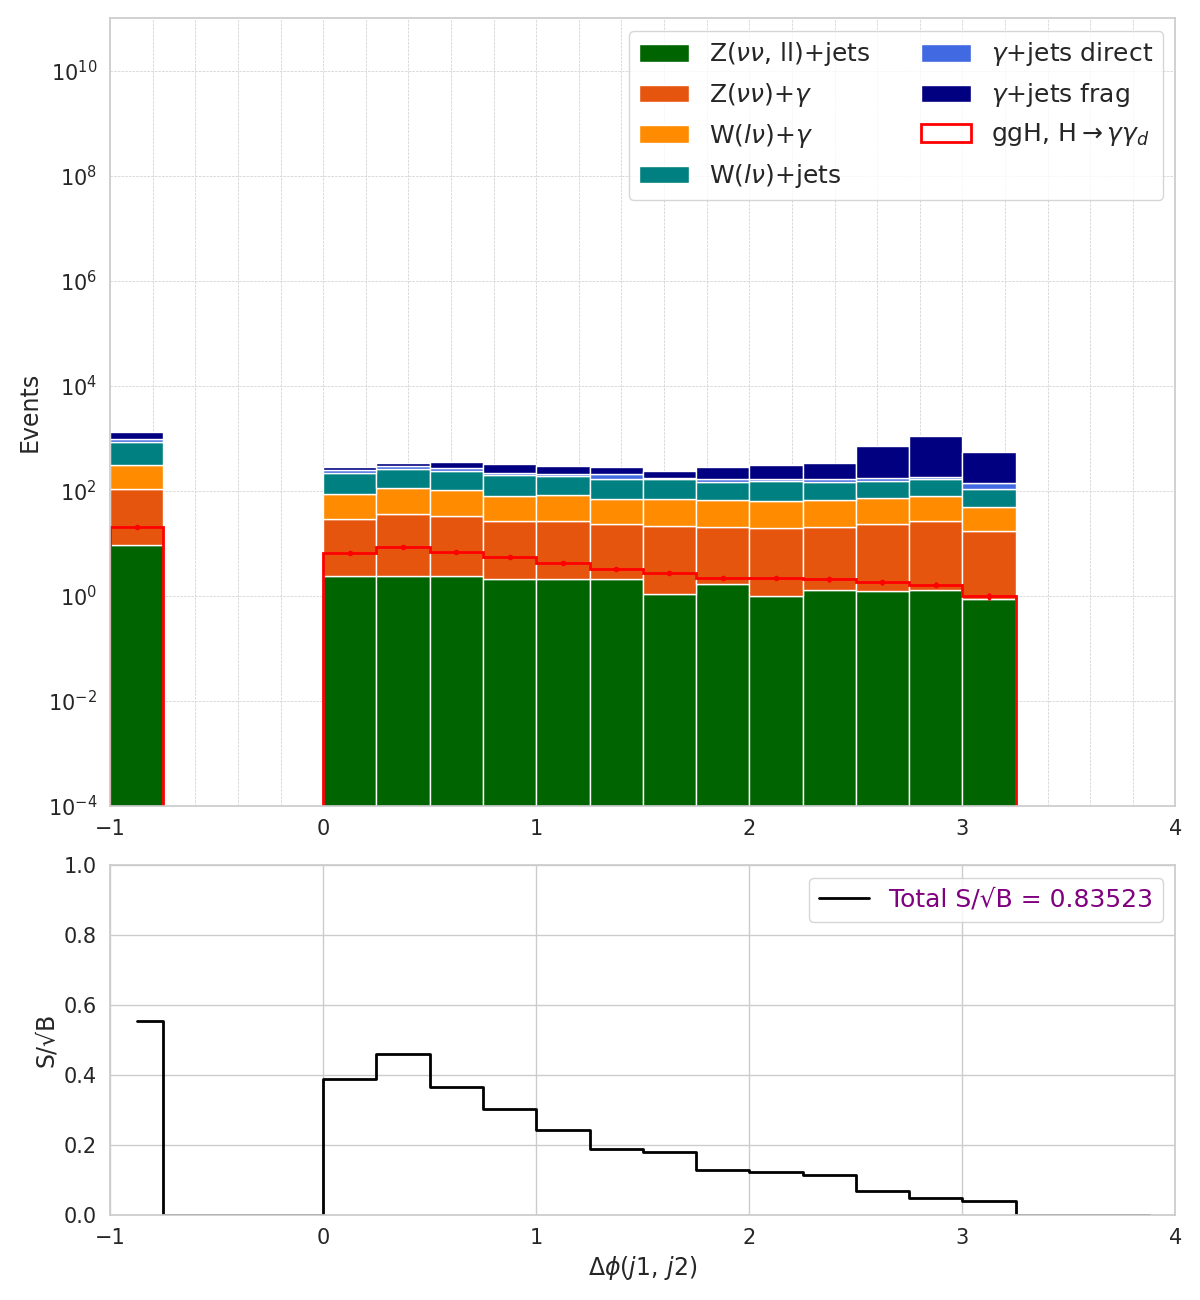 Z(νν, ll)+jets
Z(νν)+γ
W(lν)+γ
W(lν)+jets
γ+jets direct
γ+jets frag
ggH, H→γγ_d
Events
10^10
10^8
10^6
10^4
10^2
10^0
10^−2
10^−4
−1 0 1 2 3 4
Total S/√B = 0.83523
S/√B
1.0
0.8
0.6
0.4
0.2
0.0
−1 0 1 2 3 4
Δϕ(j1, j2)